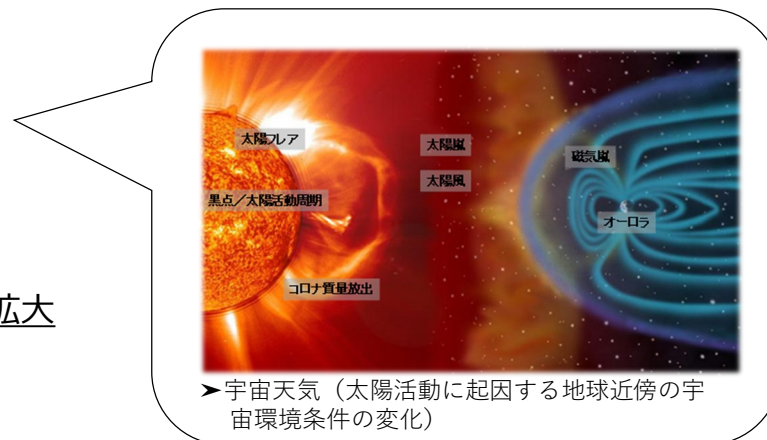 太陽フレア
太陽嵐
磁気嵐
太陽風
黒点/太陽活動周期
オーロラ
コロナ質量放出
拡大
➤宇宙天気（太陽活動に起因する地球近傍の宇
宙環境条件の変化）